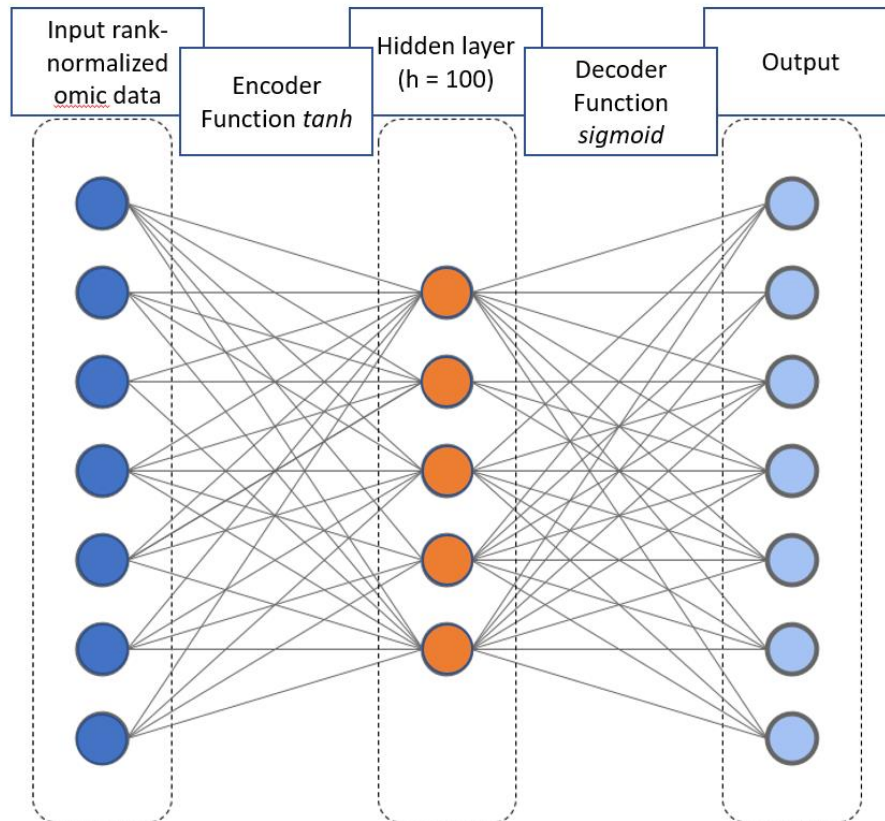 Input rank-
normalized
omic data
Encoder
Function tanh
Hidden layer
(h = 100)
Decoder
Function
sigmoid
Output